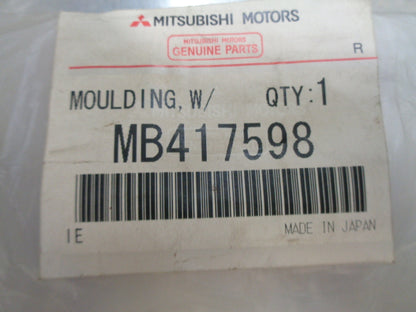 MITSUBISHI MOTORS
MITSUBISHI MOTORS
GENUINE PARTS
R
MOULDING, W/ QTY:1
MB417598
IE
MADE IN JAPAN